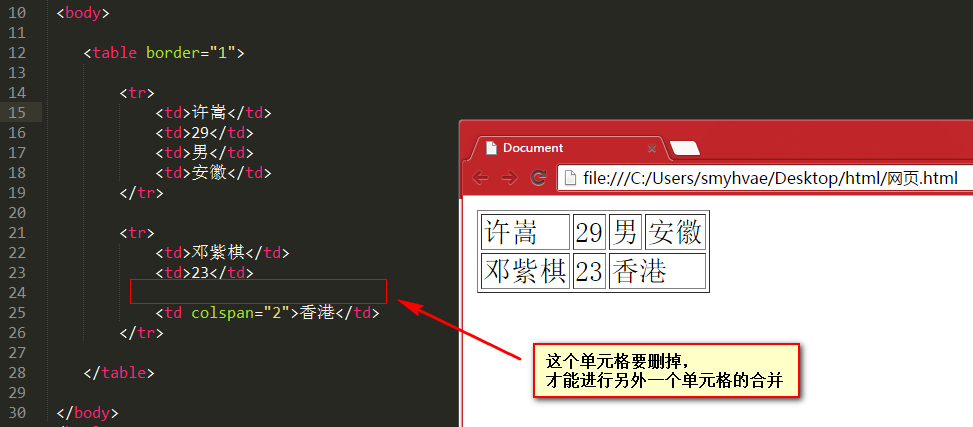 10 <body>
11
12 <table border="1">
13
14 <tr>
15 <td>许嵩</td>
16 <td>29</td>
17 <td>男</td>
18 <td>安徽</td>
19 </tr>
20
21 <tr>
22 <td>邓紫棋</td>
23 <td>23</td>
24
25 <td colspan="2">香港</td>
26 </tr>
27
28 </table>
29
30 </body>
Document
file:///C:/Users/smyhvae/Desktop/html/网页.html
许嵩 29 男 安徽
邓紫棋 23 香港
这个单元格要删掉，
才能进行另外一个单元格的合并